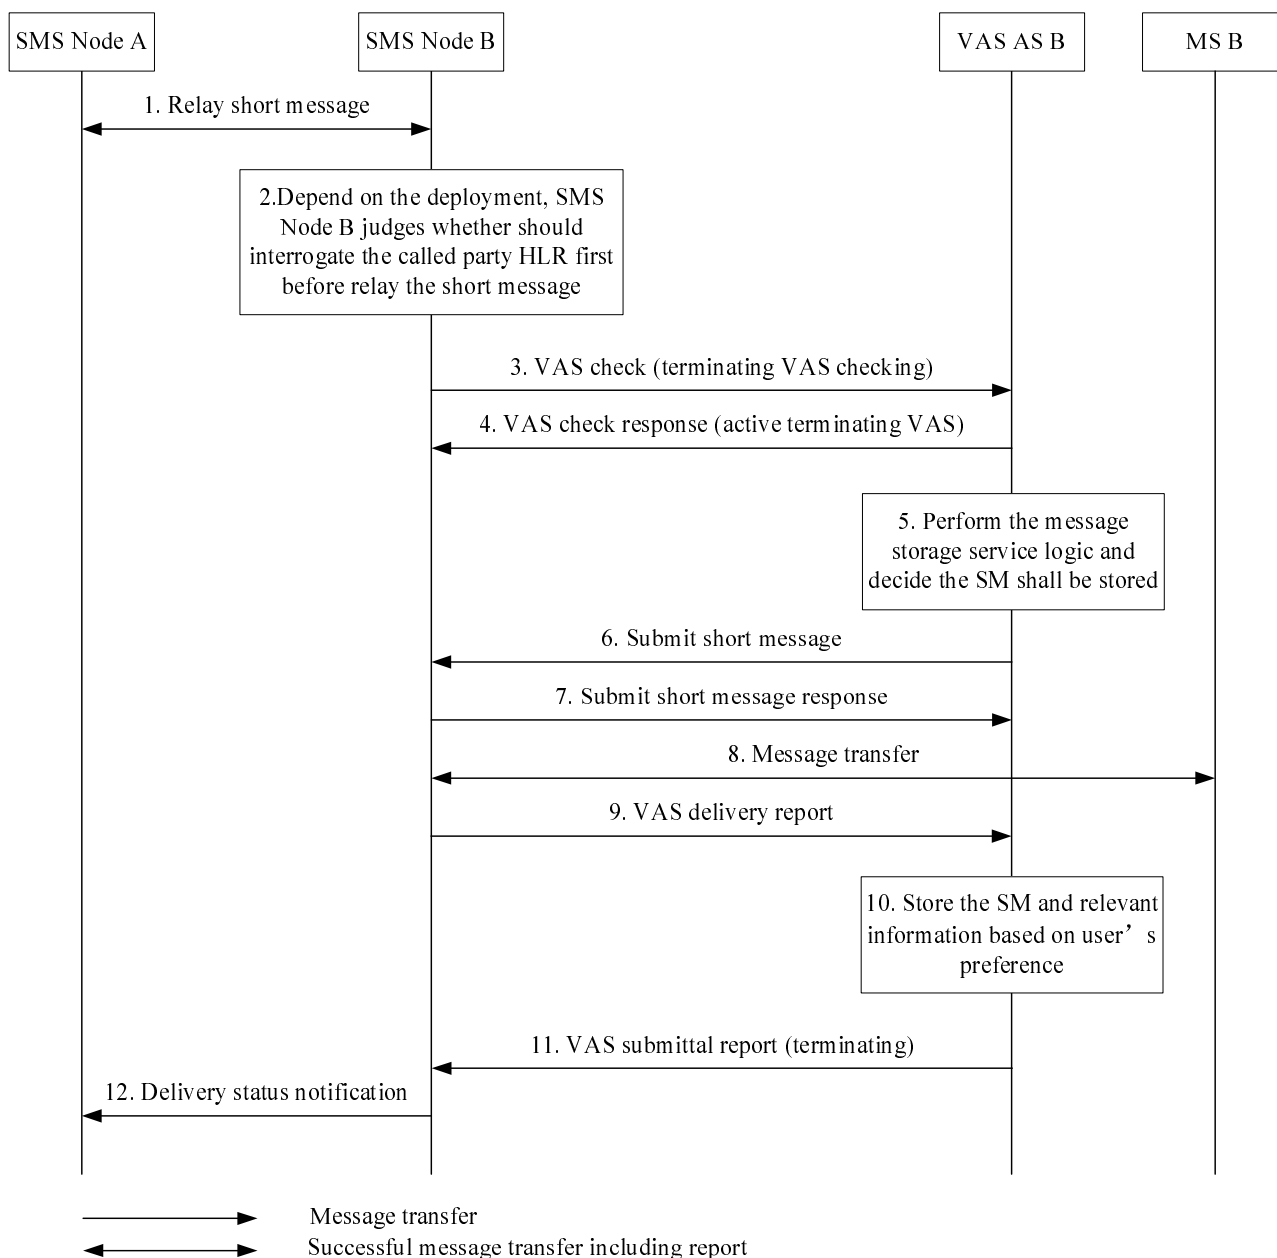 SMS Node A
SMS Node B
VAS AS B
MS B
1. Relay short message
2.Depend on the deployment, SMS
Node B judges whether should
interrogate the called party HLR first
before relay the short message
3. VAS check (terminating VAS checking)
4. VAS check response (active terminating VAS)
5. Perform the message
storage service logic and
decide the SM shall be stored
6. Submit short message
7. Submit short message response
8. Message transfer
9. VAS delivery report
10. Store the SM and relevant
information based on user’s
preference
11. VAS submittal report (terminating)
12. Delivery status notification
Message transfer
Successful message transfer including report